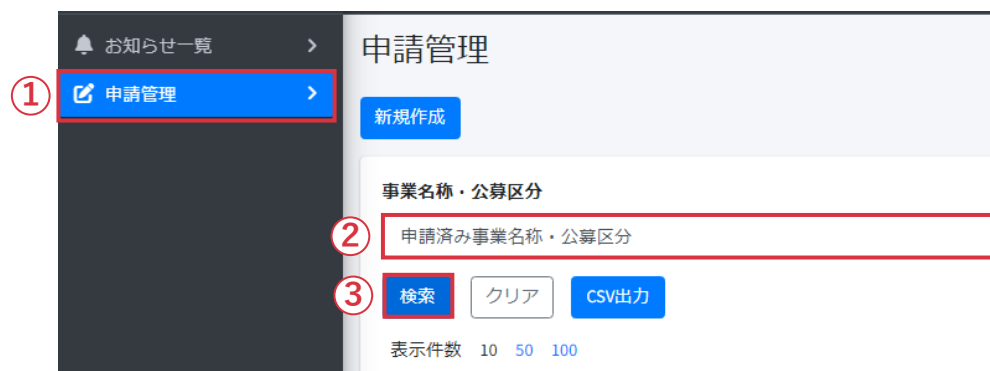 お知らせ一覧
① 申請管理
申請管理
新規作成
事業名称・公募区分
② 申請済み事業名称・公募区分
③ 検索 クリア CSV出力
表示件数 10 50 100